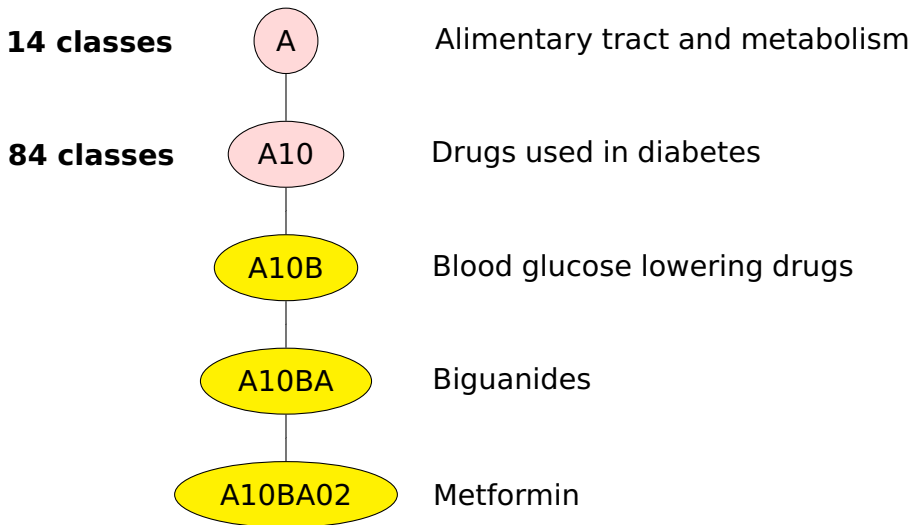 14 classes A Alimentary tract and metabolism
84 classes A10 Drugs used in diabetes
A10B Blood glucose lowering drugs
A10BA Biguanides
A10BA02 Metformin